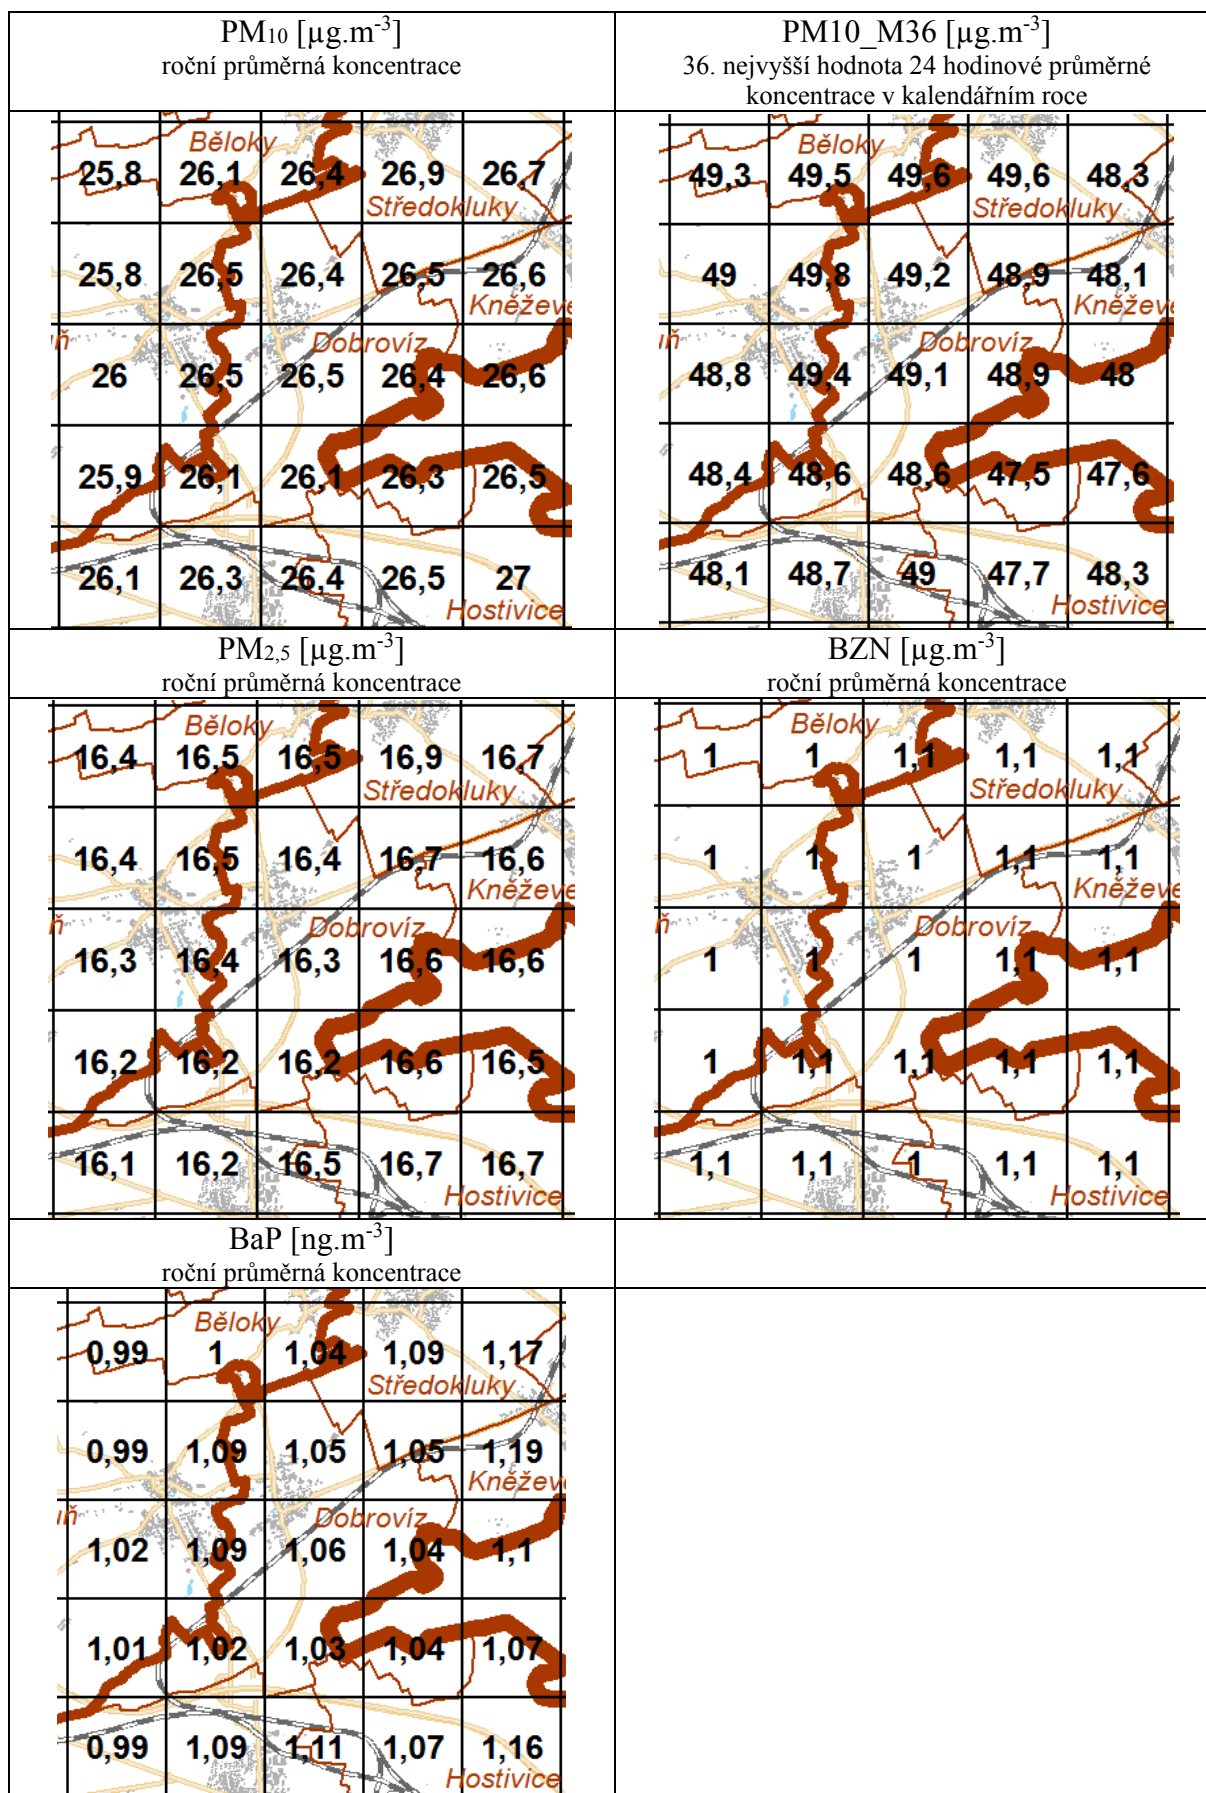 PM10 [µg.m-3]
roční průměrná koncentrace
PM10_M36 [µg.m-3]
36. nejvyšší hodnota 24 hodinové průměrné
koncentrace v kalendářním roce
Běloky
25,8 26,1 26,4 26,9 26,7
Středokluky
25,8 26,5 26,4 26,5 26,6
Kněževe
ň
Dobrovíz
26 26,5 26,5 26,4 26,6
25,9 26,1 26,1 26,3 26,5
26,1 26,3 26,4 26,5 27
Hostivice
Běloky
49,3 49,5 49,6 49,6 48,3
Středokluky
49 49,8 49,2 48,9 48,1
Kněževe
ň
Dobrovíz
48,8 49,4 49,1 48,9 48
48,4 48,6 48,6 47,5 47,6
48,1 48,7 49 47,7 48,3
Hostivice
PM2,5 [µg.m-3]
roční průměrná koncentrace
BZN [µg.m-3]
roční průměrná koncentrace
Běloky
16,4 16,5 16,5 16,9 16,7
Středokluky
16,4 16,5 16,4 16,7 16,6
Kněževe
ň
Dobrovíz
16,3 16,4 16,3 16,6 16,6
16,2 16,2 16,2 16,6 16,5
16,1 16,2 16,5 16,7 16,7
Hostivice
Běloky
1 1 1,1 1,1 1,1
Středokluky
1 1 1 1,1 1,1
Kněževe
ň
Dobrovíz
1 1 1 1,1 1,1
1 1,1 1,1 1,1 1,1
1,1 1,1 1 1,1 1,1
Hostivice
BaP [ng.m-3]
roční průměrná koncentrace
Běloky
0,99 1 1,04 1,09 1,17
Středokluky
0,99 1,09 1,05 1,05 1,19
Kněževe
ň
Dobrovíz
1,02 1,09 1,06 1,04 1,1
1,01 1,02 1,03 1,04 1,07
0,99 1,09 1,11 1,07 1,16
Hostivice